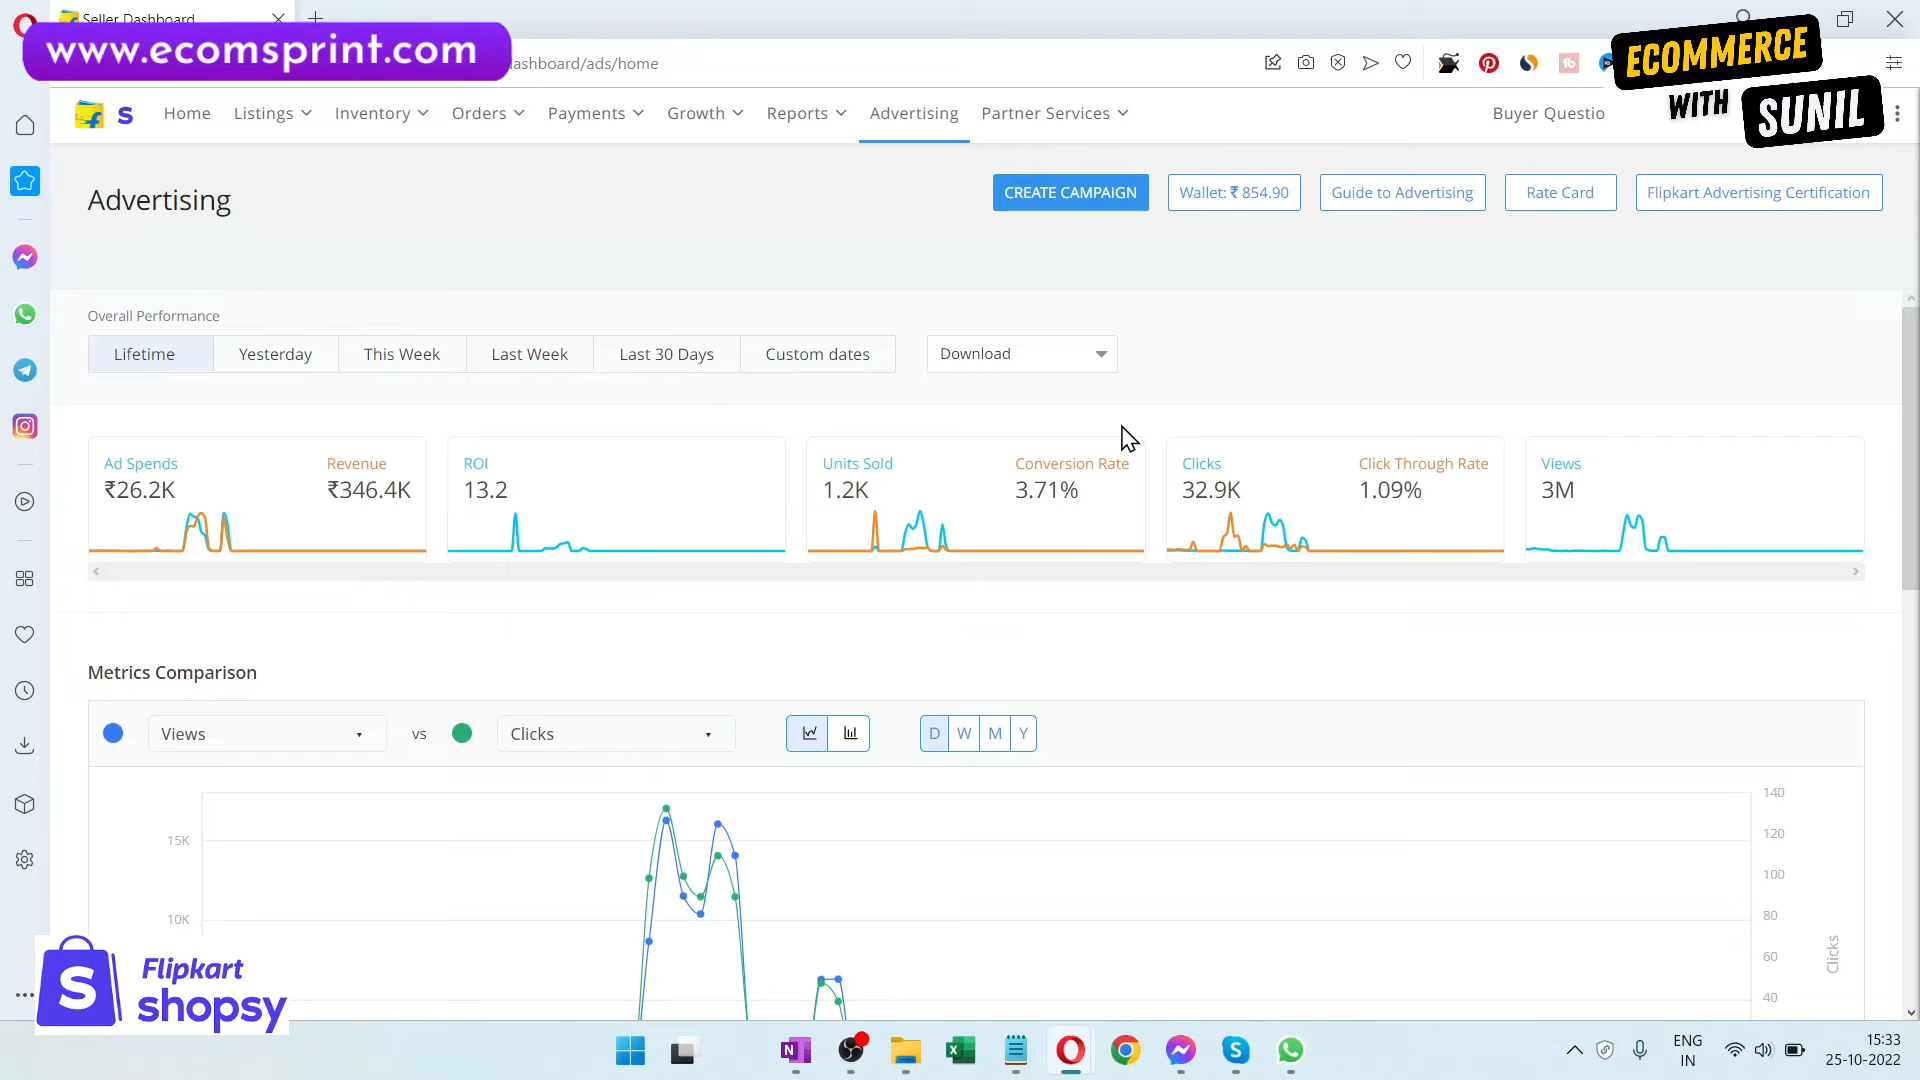 Seller Dashboard
www.ecomsprint.com
dashboard/ads/home
ECOMMERCE
WITH SUNIL
S
Home Listings Inventory Orders Payments Growth Reports Advertising Partner Services Buyer Questio
Advertising
CREATE CAMPAIGN Wallet: ₹ 854.90 Guide to Advertising Rate Card Flipkart Advertising Certification
Overall Performance
Lifetime Yesterday This Week Last Week Last 30 Days Custom dates Download
Ad Spends Revenue ROI Units Sold Conversion Rate Clicks Click Through Rate Views
₹26.2K ₹346.4K 13.2 1.2K 3.71% 32.9K 1.09% 3M
Metrics Comparison
Views vs Clicks D W M Y
140
15K 120
100
10K 80
Clicks
60
40
S
Flipkart
shopsy
ENG
IN
15:33
25-10-2022